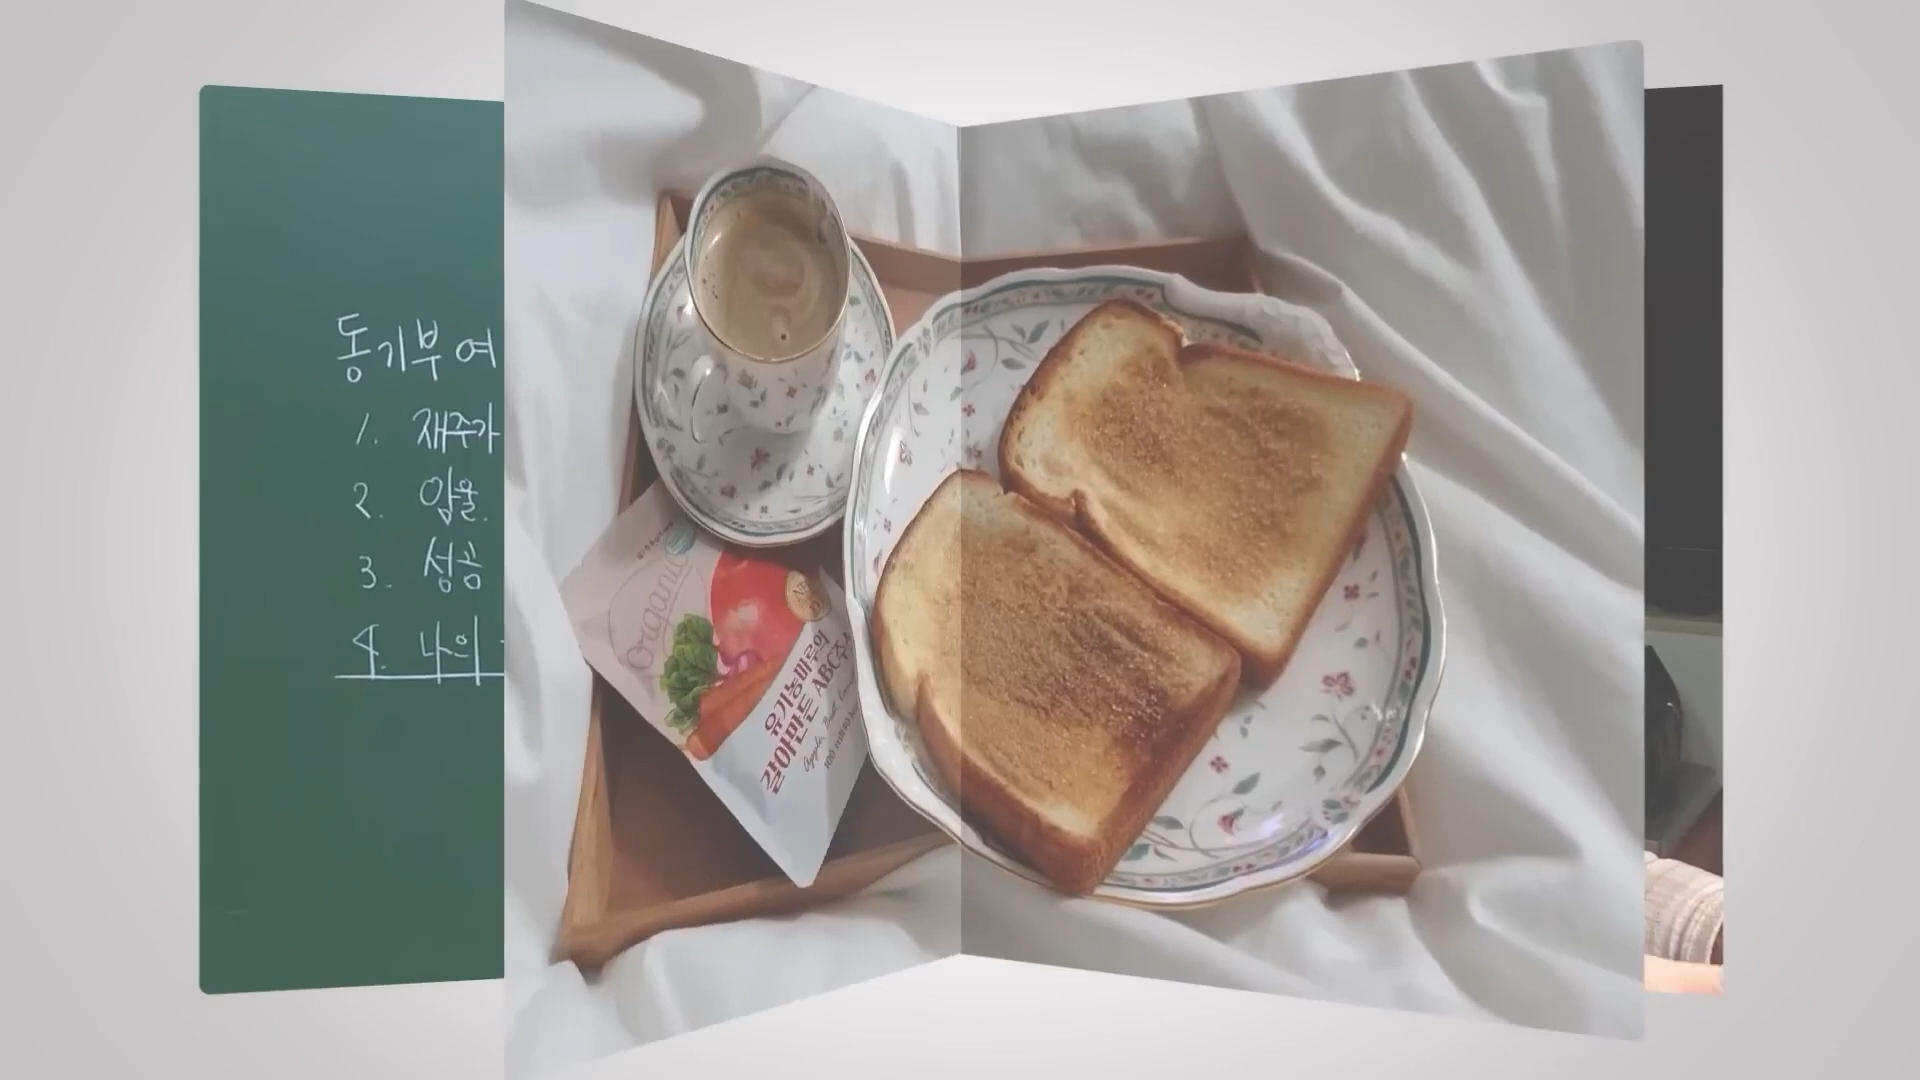 동기부여
1. 재주가
2. 암울
3. 성공
4. 나의
organic
유기농마루의
갈아만든 ABC주스